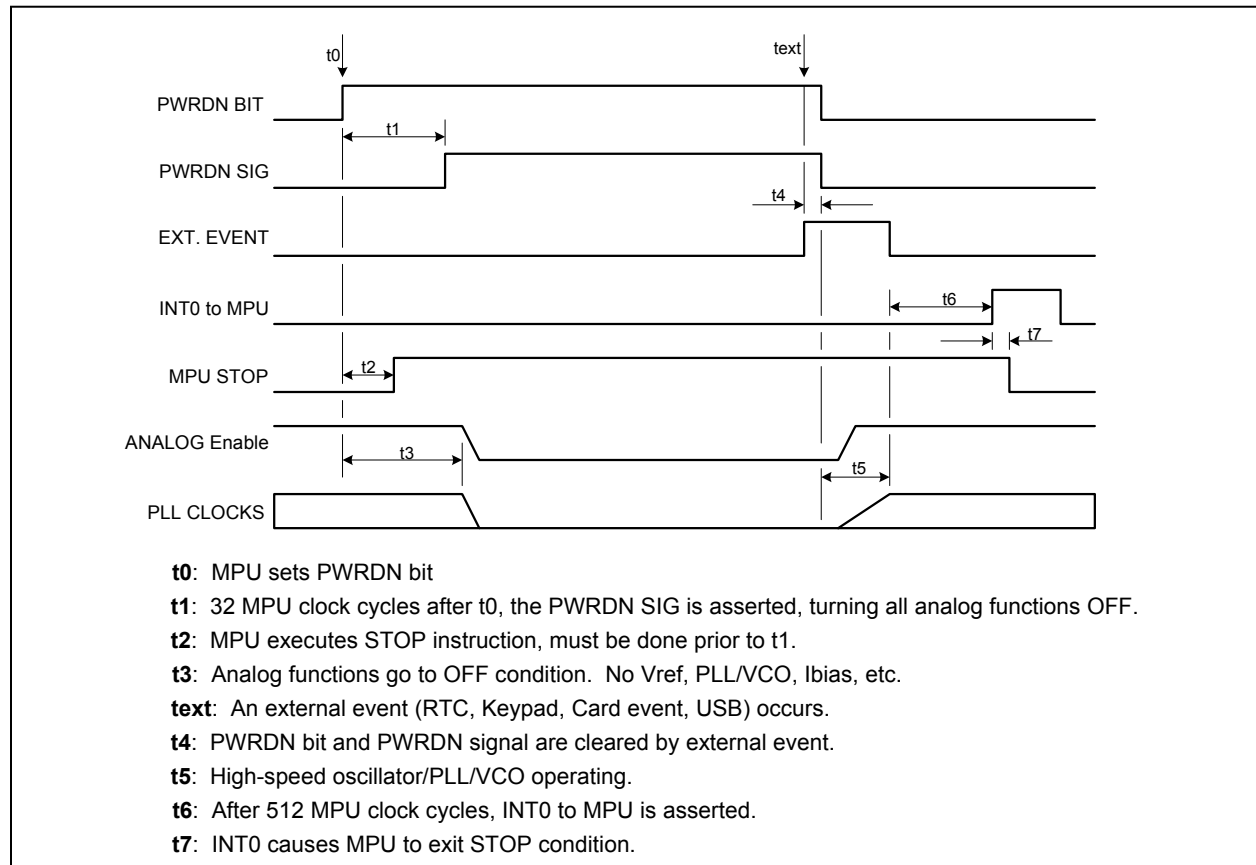 t0
text
PWRDN BIT
t1
PWRDN SIG
t4
EXT. EVENT
INT0 to MPU
t6
t7
MPU STOP
t2
ANALOG Enable
t3
t5
PLL CLOCKS
t0: MPU sets PWRDN bit
t1: 32 MPU clock cycles after t0, the PWRDN SIG is asserted, turning all analog functions OFF.
t2: MPU executes STOP instruction, must be done prior to t1.
t3: Analog functions go to OFF condition. No Vref, PLL/VCO, Ibias, etc.
text: An external event (RTC, Keypad, Card event, USB) occurs.
t4: PWRDN bit and PWRDN signal are cleared by external event.
t5: High-speed oscillator/PLL/VCO operating.
t6: After 512 MPU clock cycles, INT0 to MPU is asserted.
t7: INT0 causes MPU to exit STOP condition.